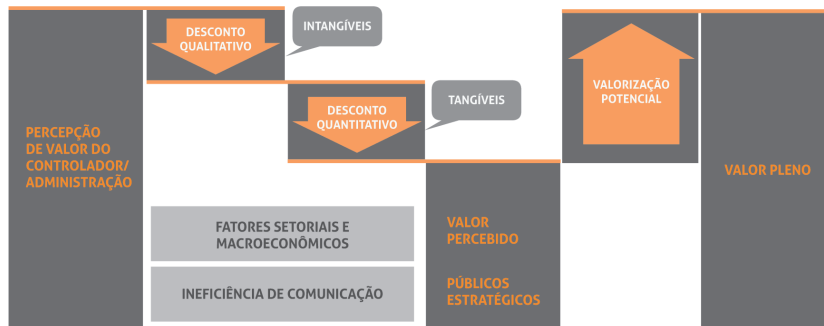 PERCEPÇÃO
DE VALOR DO
CONTROLADOR/
ADMINISTRAÇÃO
DESCONTO
QUALITATIVO
INTANGÍVEIS
DESCONTO
QUANTITATIVO
TANGÍVEIS
FATORES SETORIAIS E
MACROECONÔMICOS
INEFICIÊNCIA DE COMUNICAÇÃO
VALOR
PERCEBIDO
PÚBLICOS
ESTRATÉGICOS
VALORIZAÇÃO
POTENCIAL
VALOR PLENO